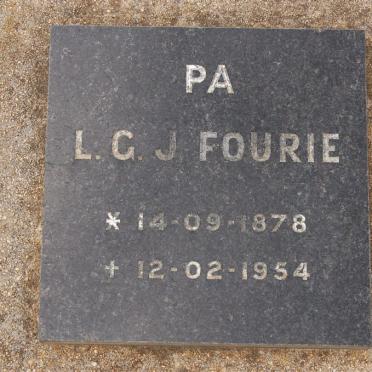 PA
L. G. J FOURIE
* 14-09-1878
+ 12-02-1954